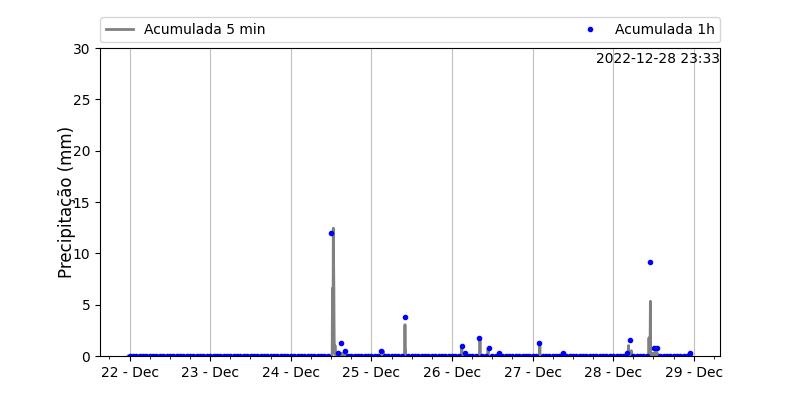 Acumulada 5 min
Acumulada 1h
2022-12-28 23:33
Precipitação (mm)
30
25
20
15
10
5
0
22 - Dec
23 - Dec
24 - Dec
25 - Dec
26 - Dec
27 - Dec
28 - Dec
29 - Dec